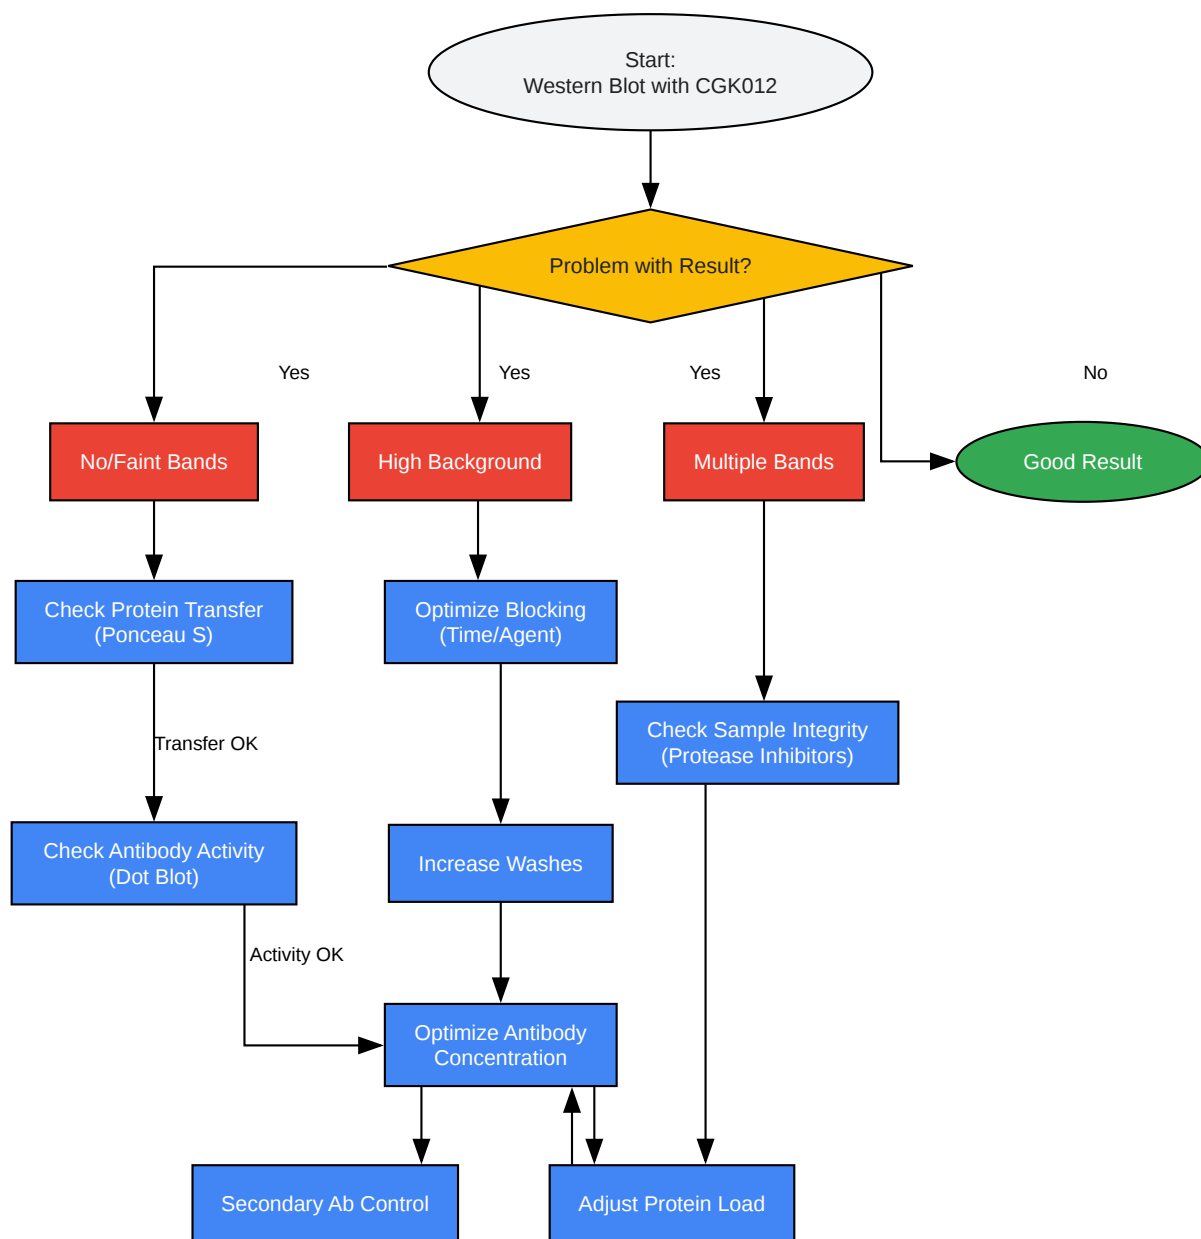 Start:
Western Blot with CGK012
Problem with Result?
Yes
Yes
Yes
No
No/Faint Bands
High Background
Multiple Bands
Good Result
Check Protein Transfer
(Ponceau S)
Optimize Blocking
(Time/Agent)
Check Sample Integrity
(Protease Inhibitors)
Transfer OK
Check Antibody Activity
(Dot Blot)
Increase Washes
Activity OK
Optimize Antibody
Concentration
Secondary Ab Control
Adjust Protein Load